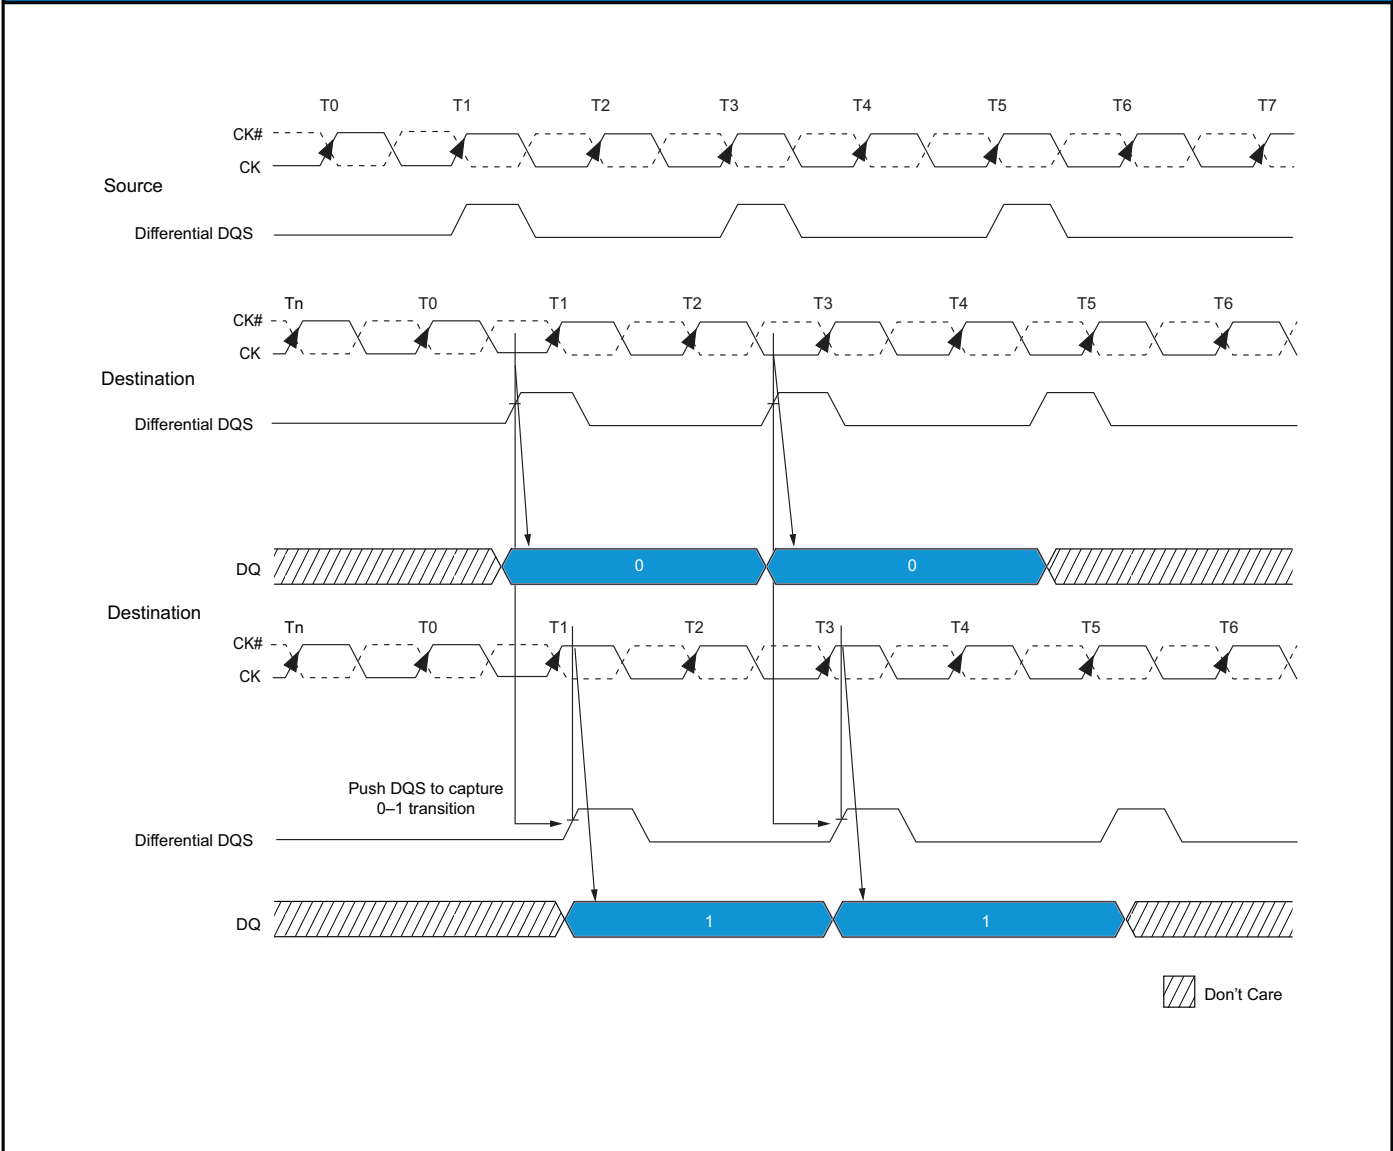 T0 T1 T2 T3 T4 T5 T6 T7
CK#
CK
Source
Differential DQS
Tn T0 T1 T2 T3 T4 T5 T6
CK#
CK
Destination
Differential DQS
0 0
DQ
Destination
Tn T0 T1 T2 T3 T4 T5 T6
CK#
CK
Push DQS to capture
0–1 transition
Differential DQS
1 1
DQ
Don't Care